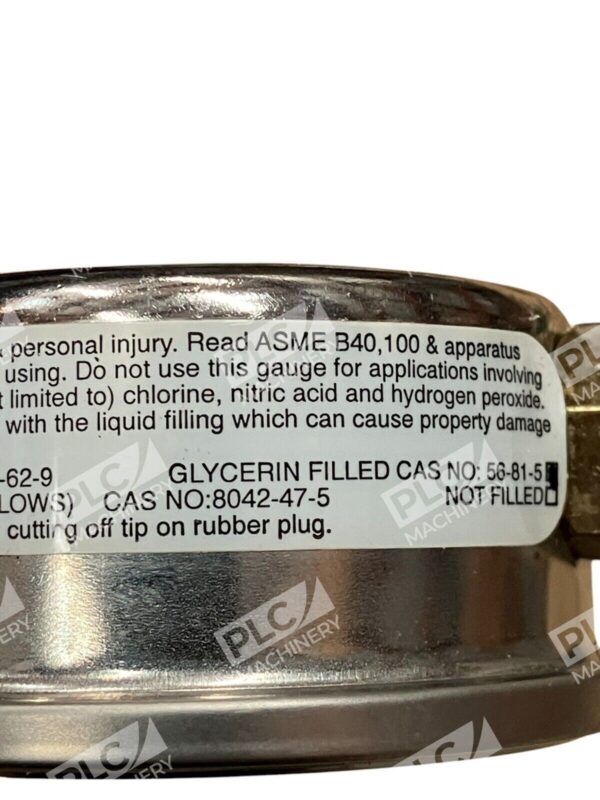 & personal injury. Read ASME B40,100 & apparatus
using. Do not use this gauge for applications involving
t limited to) chlorine, nitric acid and hydrogen peroxide.
with the liquid filling which can cause property damage
-62-9 GLYCERIN FILLED CAS NO: 56-81-5
LOWS) CAS NO:8042-47-5 NOT FILLED
cutting off tip on rubber plug.
PLC MACHINERY